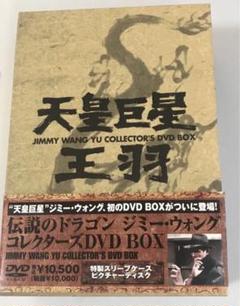 天皇巨星
JIMMY WANG YU COLLECTOR'S DVD BOX
王羽
"天皇巨星"ジミー・ウォング、初のDVD BOXがついに登場!
伝説のドラゴン ジミー・ウォング
コレクターズDVD BOX
JIMMY WANG YU COLLECTOR'S DVD BOX
DVD ¥10,500
特製スリーブケース
ピクチャーディスク